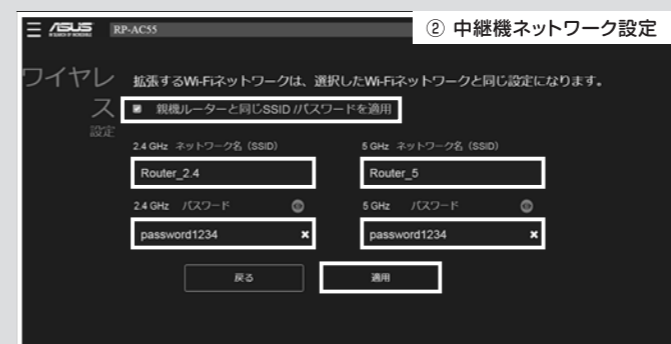 ASUS RP-AC55
② 中継機ネットワーク設定
ワイヤレ
ス
設定
拡張するWi-Fiネットワークは、選択したWi-Fiネットワークと同じ設定になります。
親機ルーターと同じSSID //パスワードを適用
2.4 GHz ネットワーク名（SSID） 5 GHz ネットワーク名（SSID）
Router_2.4 Router_5
2.4 GHz パスワード 5 GHz パスワード
password1234 password1234
戻る 適用